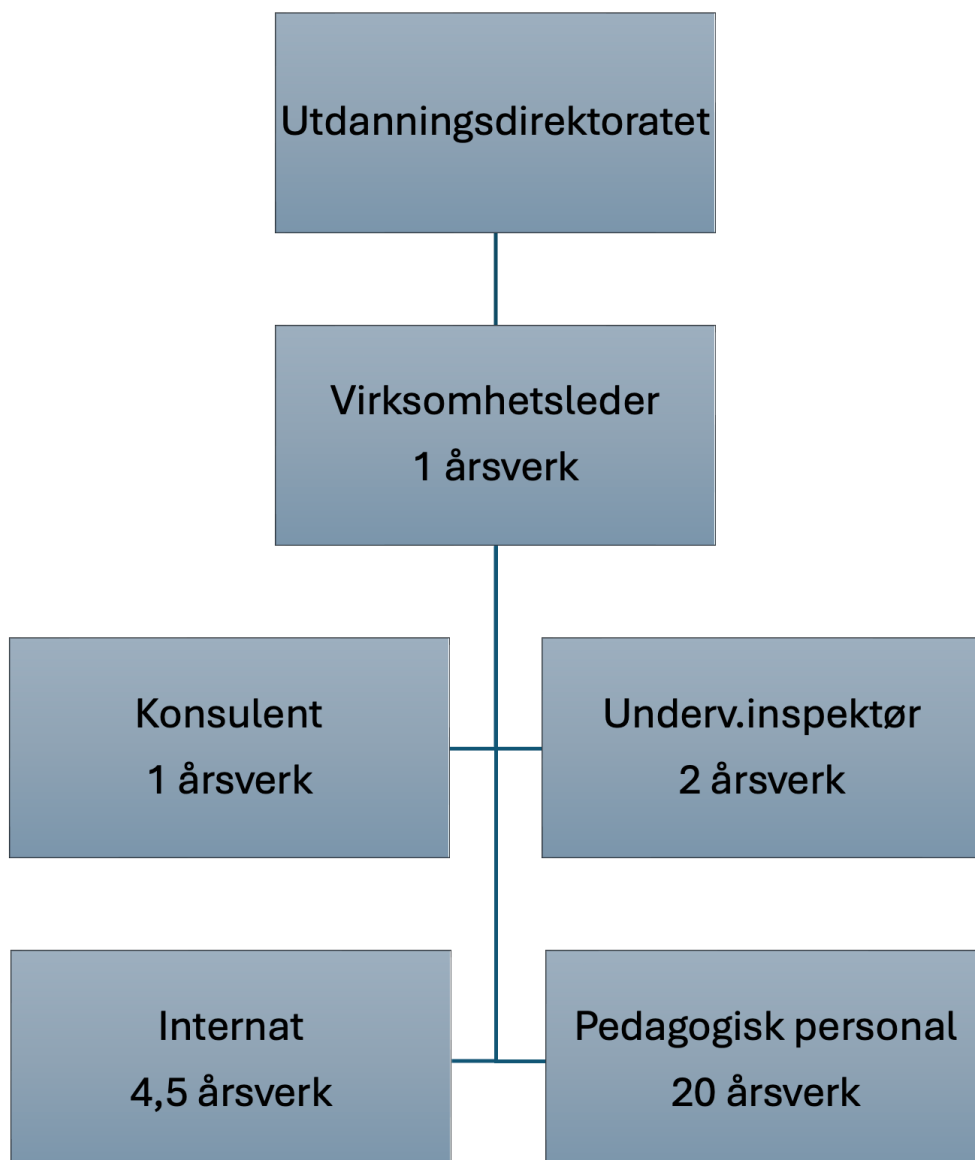 Utdanningsdirektoratet
Virksomhetsleder
1 årsverk
Konsulent
1 årsverk
Underv.inspektør
2 årsverk
Internat
4,5 årsverk
Pedagogisk personal
20 årsverk